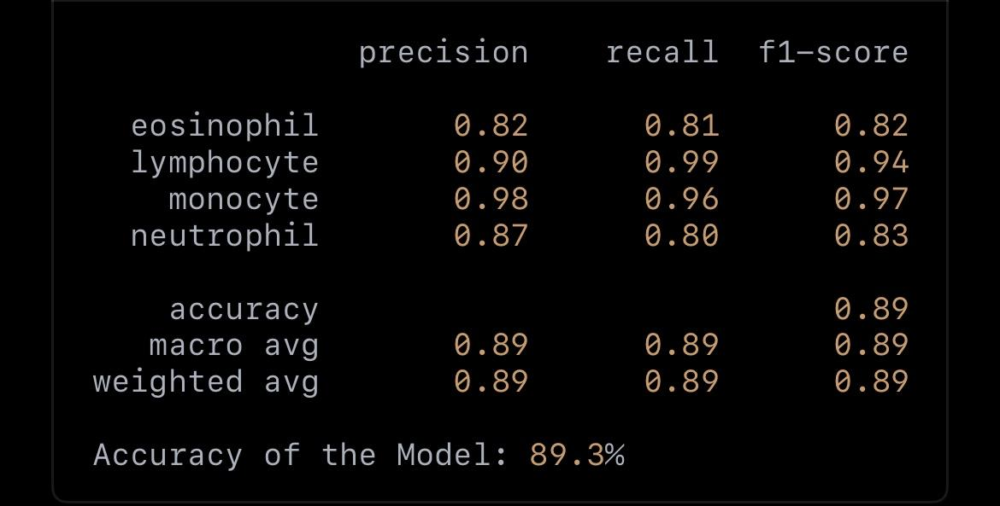 precision recall f1-score
eosinophil 0.82 0.81 0.82
lymphocyte 0.90 0.99 0.94
monocyte 0.98 0.96 0.97
neutrophil 0.87 0.80 0.83
accuracy 0.89
macro avg 0.89 0.89 0.89
weighted avg 0.89 0.89 0.89
Accuracy of the Model: 89.3%